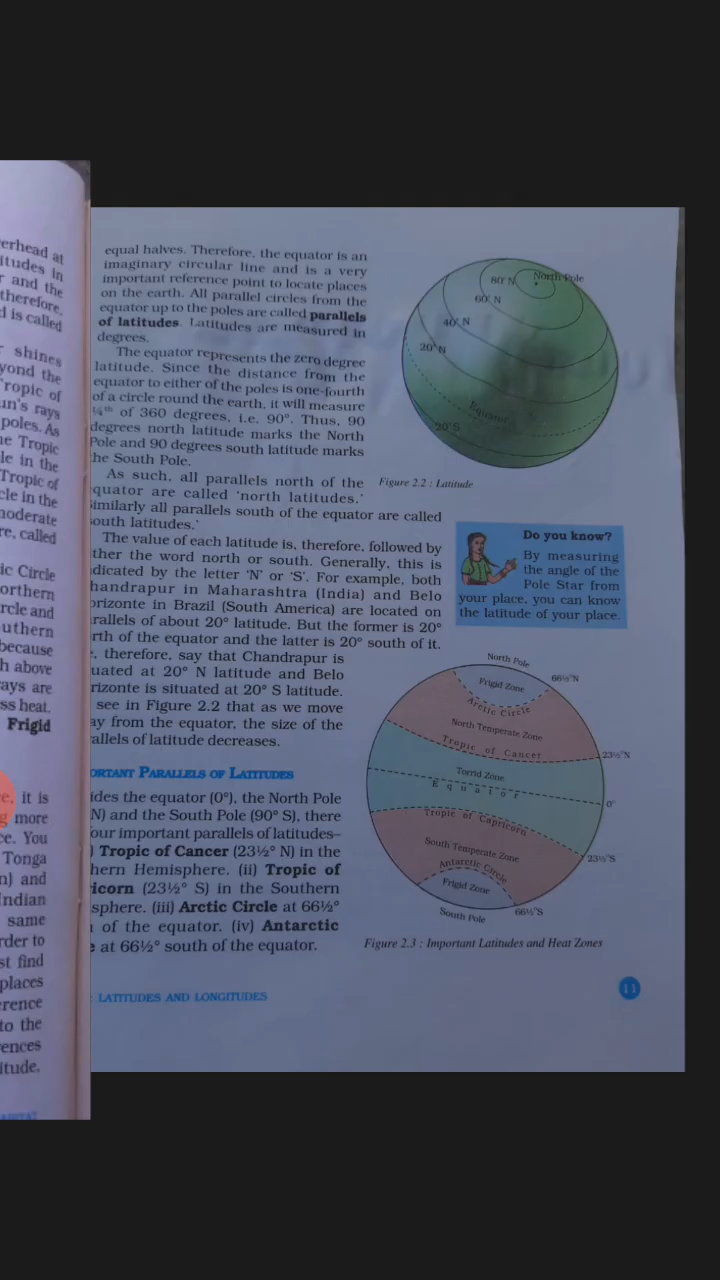 erhead at
itudes in
r and the
therefore,
d is called
r shines
yond the
Tropic of
un's rays
poles. As
he Tropic
le in the
Tropic of
cle in the
moderate
re, called
ic Circle
orthern
rcle and
uthern
because
h above
rays are
ss heat.
Frigid
e, it is
g more
ce. You
Tonga
n) and
Indian
same
rder to
st find
places
erence
to the
rences
itude.
equal halves. Therefore, the equator is an
imaginary circular line and is a very
important reference point to locate places
on the earth. All parallel circles from the
equator up to the poles are called parallels
of latitudes. Latitudes are measured in
degrees.
The equator represents the zero degree
latitude. Since the distance from the
equator to either of the poles is one-fourth
of a circle round the earth, it will measure
¼th of 360 degrees, i.e. 90°. Thus, 90
degrees north latitude marks the North
Pole and 90 degrees south latitude marks
the South Pole.
As such, all parallels north of the
quator are called ‘north latitudes.’
imilarly all parallels south of the equator are called
outh latitudes.’
The value of each latitude is, therefore, followed by
ther the word north or south. Generally, this is
dicated by the letter ‘N’ or ‘S’. For example, both
handrapur in Maharashtra (India) and Belo
orizonte in Brazil (South America) are located on
rallels of about 20° latitude. But the former is 20°
rth of the equator and the latter is 20° south of it.
, therefore, say that Chandrapur is
uated at 20° N latitude and Belo
rizonte is situated at 20° S latitude.
see in Figure 2.2 that as we move
ay from the equator, the size of the
rallels of latitude decreases.
ORTANT PARALLELS OF LATITUDES
ides the equator (0°), the North Pole
N) and the South Pole (90° S), there
our important parallels of latitudes–
) Tropic of Cancer (23½° N) in the
hern Hemisphere. (ii) Tropic of
ricorn (23½° S) in the Southern
sphere. (iii) Arctic Circle at 66½°
of the equator. (iv) Antarctic
e at 66½° south of the equator.
North Pole
80° N
60° N
40° N
20° N
Equator
20° S
Figure 2.2 : Latitude
Do you know?
By measuring
the angle of the
Pole Star from
your place, you can know
the latitude of your place.
North Pole
Frigid Zone
66½°N
Arctic Circle
North Temperate Zone
Tropic of Cancer
23½°N
Torrid Zone
Equator
0°
Tropic of Capricorn
South Temperate Zone
23½°S
Antarctic Circle
Frigid Zone
South Pole
66½°S
Figure 2.3 : Important Latitudes and Heat Zones
: LATITUDES AND LONGITUDES
11